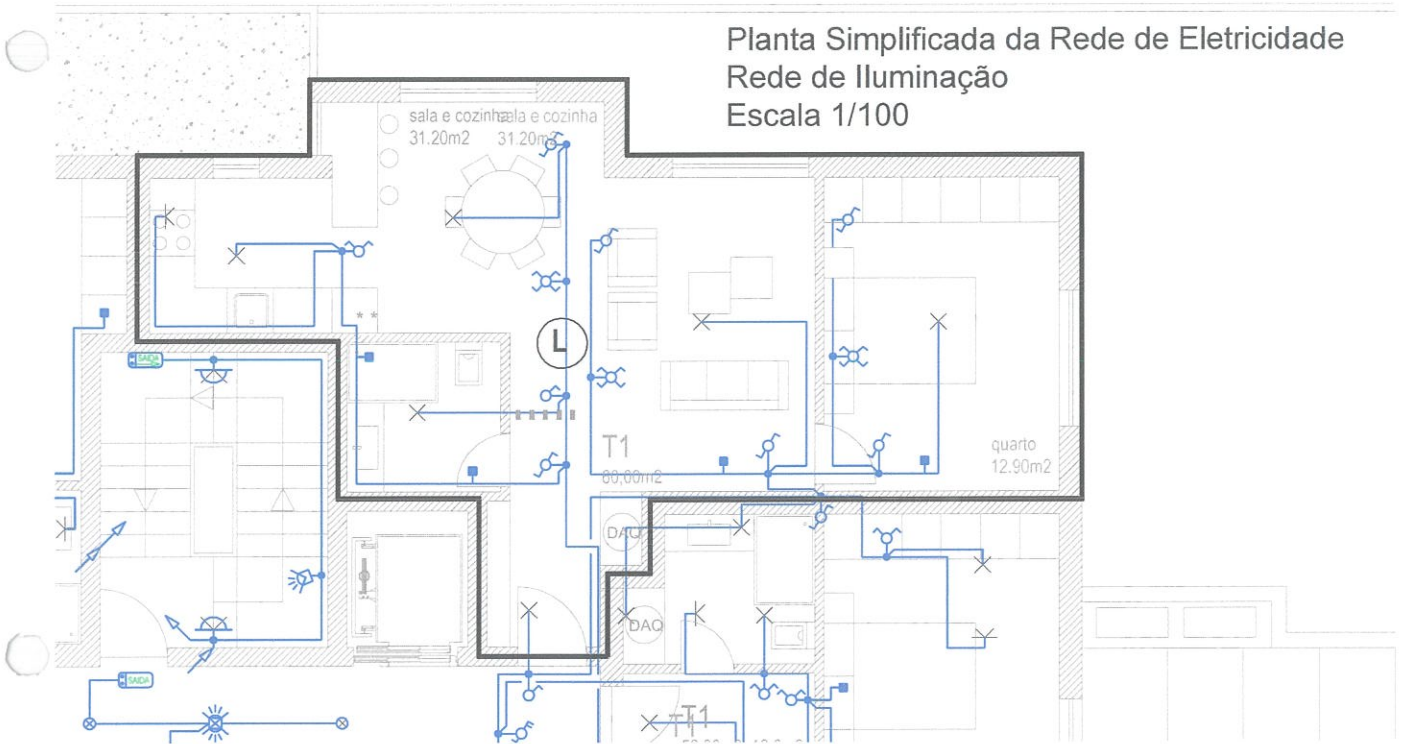 Planta Simplificada da Rede de Eletricidade
Rede de Iluminação
Escala 1/100
sala e cozinha sala e cozinha
31.20m2 31.20m2
SAIDA
L
T1
60,00m2
quarto
12.90m2
DAQ
DAQ
SAIDA
T1 T1